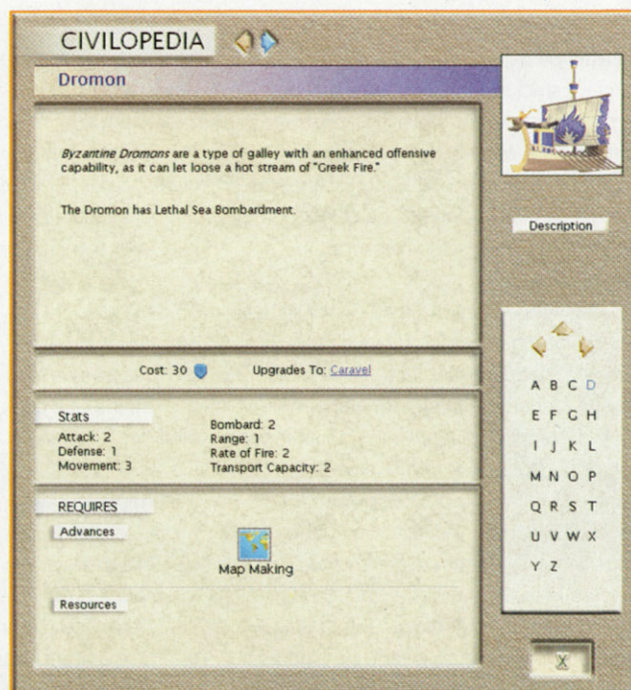 CIVILOPEDIA
Dromon
Byzantine Dromons are a type of galley with an enhanced offensive
capability, as it can let loose a hot stream of "Greek Fire."
The Dromon has Lethal Sea Bombardment.
Description
Cost: 30 Upgrades To: Caravel
Stats
Attack: 2
Defense: 1
Movement: 3
Bombard: 2
Range: 1
Rate of Fire: 2
Transport Capacity: 2
REQUIRES
Advances
Map Making
Resources
A B C D
E F G H
I J K L
M N O P
Q R S T
U V W X
Y Z
X